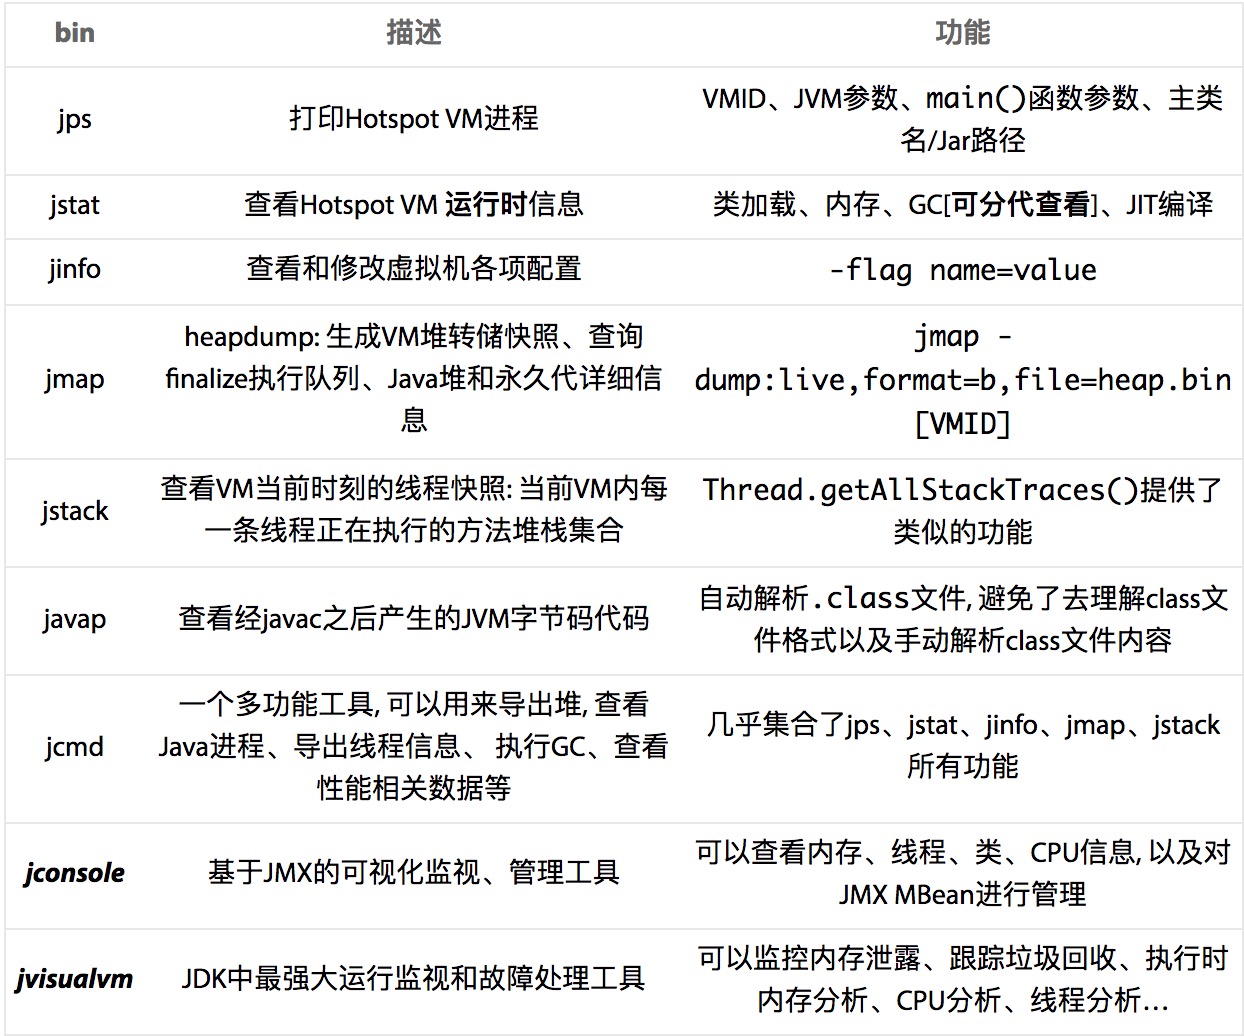 bin 描述 功能
jps 打印Hotspot VM进程 VMID、JVM参数、main()函数参数、主类
名/Jar路径
jstat 查看Hotspot VM 运行时信息 类加载、内存、GC[可分代查看]、JIT编译
jinfo 查看和修改虚拟机各项配置 -flag name=value
jmap
heapdump: 生成VM堆转储快照、查询
finalize执行队列、Java堆和永久代详细信
息
jmap -
dump:live,format=b,file=heap.bin
[VMID]
jstack
查看VM当前时刻的线程快照: 当前VM内每
一条线程正在执行的方法堆栈集合
Thread.getAllStackTraces()提供了
类似的功能
javap
查看经javac之后产生的JVM字节码代码
自动解析.class文件, 避免了去理解class文
件格式以及手动解析class文件内容
jcmd
一个多功能工具, 可以用来导出堆, 查看
Java进程、导出线程信息、 执行GC、查看
性能相关数据等
几乎集合了jps、jstat、jinfo、jmap、jstack
所有功能
jconsole
基于JMX的可视化监视、管理工具
可以查看内存、线程、类、CPU信息, 以及对
JMX MBean进行管理
jvisualvm
JDK中最强大运行监视和故障处理工具
可以监控内存泄露、跟踪垃圾回收、执行时
内存分析、CPU分析、线程分析…